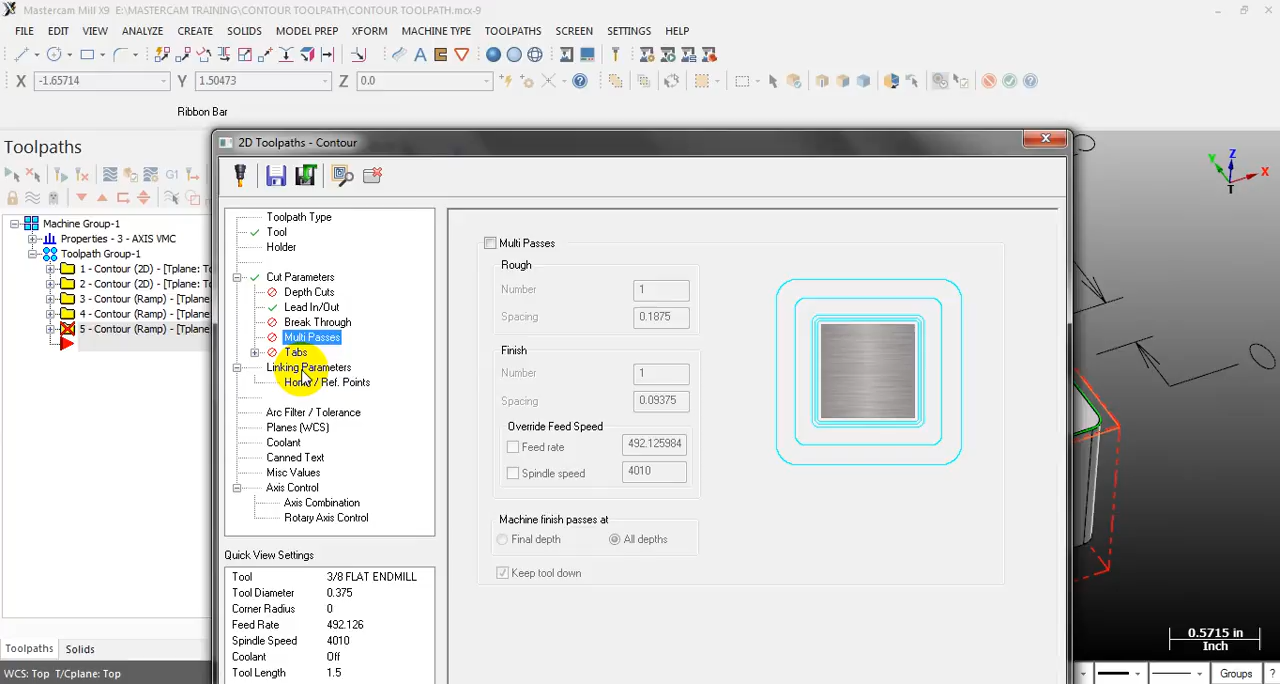 Mastercam Mill X9 E:\MASTERCAM TRAINING\CONTOUR TOOLPATH\CONTOUR TOOLPATH.mcx-9
FILE EDIT VIEW ANALYZE CREATE SOLIDS MODEL PREP XFORM MACHINE TYPE TOOLPATHS SCREEN SETTINGS HELP
X -1.65714 Y 1.50473 Z 0.0
Ribbon Bar
Toolpaths
G1
Machine Group-1
Properties - 3 - AXIS VMC
Toolpath Group-1
1 - Contour (2D) - [Tplane: To
2 - Contour (2D) - [Tplane: To
3 - Contour (Ramp) - [Tplane
4 - Contour (Ramp) - [Tplane
5 - Contour (Ramp) - [Tplane
Toolpaths Solids
WCS: Top T/Cplane: Top
2D Toolpaths - Contour
Toolpath Type
Tool
Holder
Cut Parameters
Depth Cuts
Lead In/Out
Break Through
Multi Passes
Tabs
Linking Parameters
Home / Ref. Points
Arc Filter / Tolerance
Planes (WCS)
Coolant
Canned Text
Misc Values
Axis Control
Axis Combination
Rotary Axis Control
Quick View Settings
Tool 3/8 FLAT ENDMILL
Tool Diameter 0.375
Corner Radius 0
Feed Rate 492.126
Spindle Speed 4010
Coolant Off
Tool Length 1.5
Multi Passes
Rough
Number 1
Spacing 0.1875
Finish
Number 1
Spacing 0.09375
Override Feed Speed
Feed rate 492.125984
Spindle speed 4010
Machine finish passes at
Final depth All depths
Keep tool down
Z
Y
X
T
0.5715 in
Inch
Groups ?